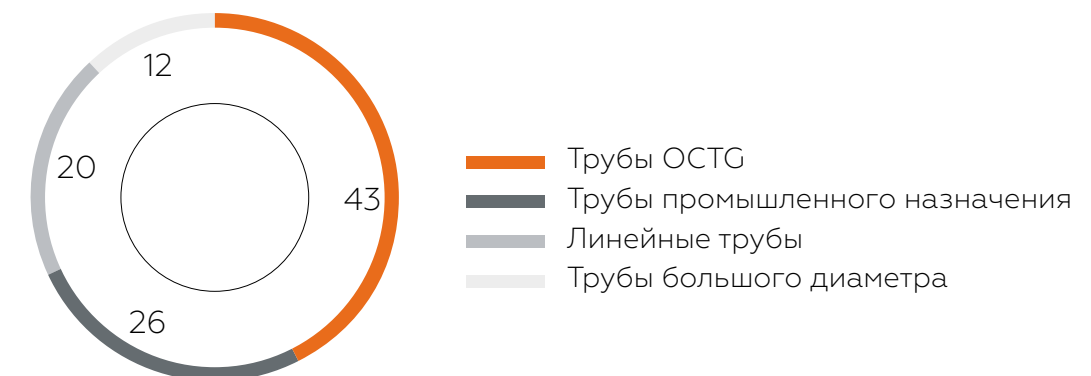 12
20
43
26
Трубы OCTG
Трубы промышленного назначения
Линейные трубы
Трубы большого диаметра